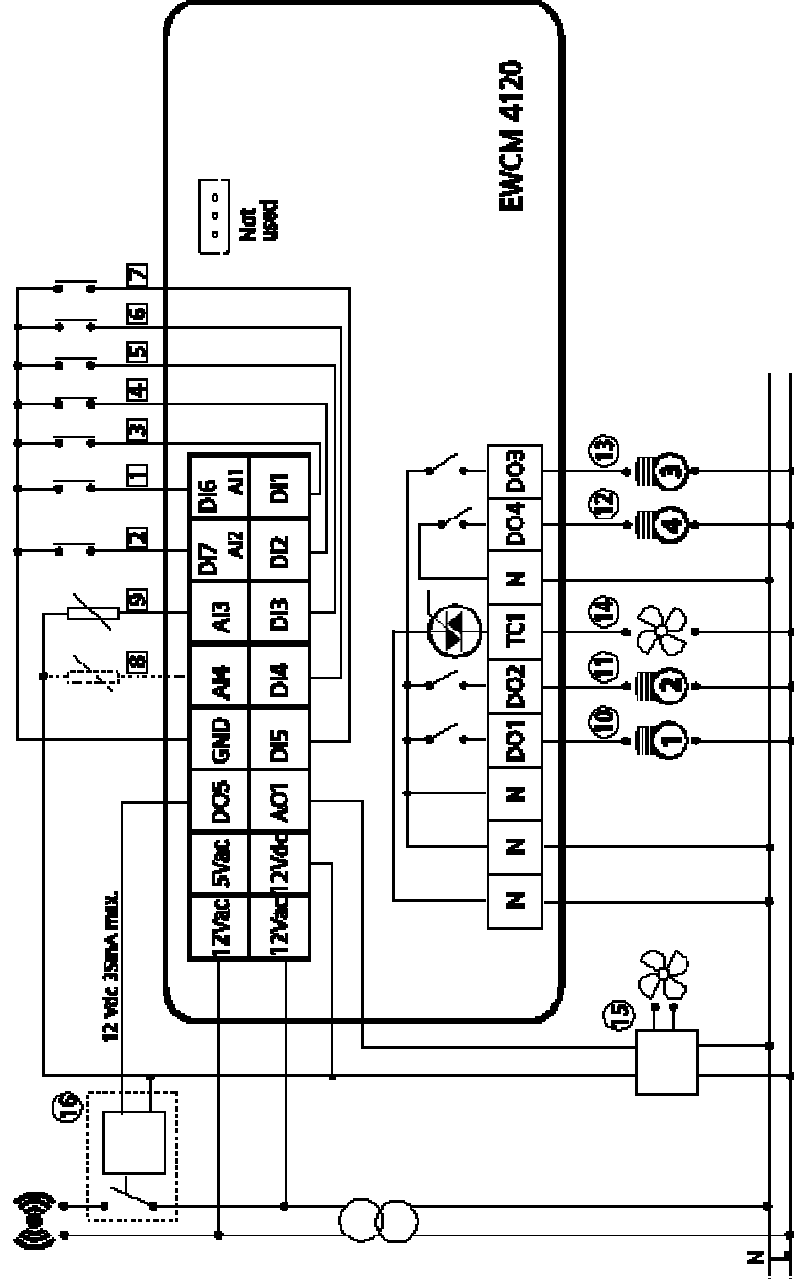 16
12 Vdc 35mA max.
8 9 2 1 3 4 5 6 7
12Vac 5Vac DO5 GND AI4 AI3 DI7 DI6
AI2 AI1
12Vac 12Vdc AO1 DI5 DI4 DI3 DI2 DI1
Not
used
EWCM 4120
N N N DO1 DO2 TC1 N DO4 DO3
15 10 11 14 12 13
1 2 4 3
N
L